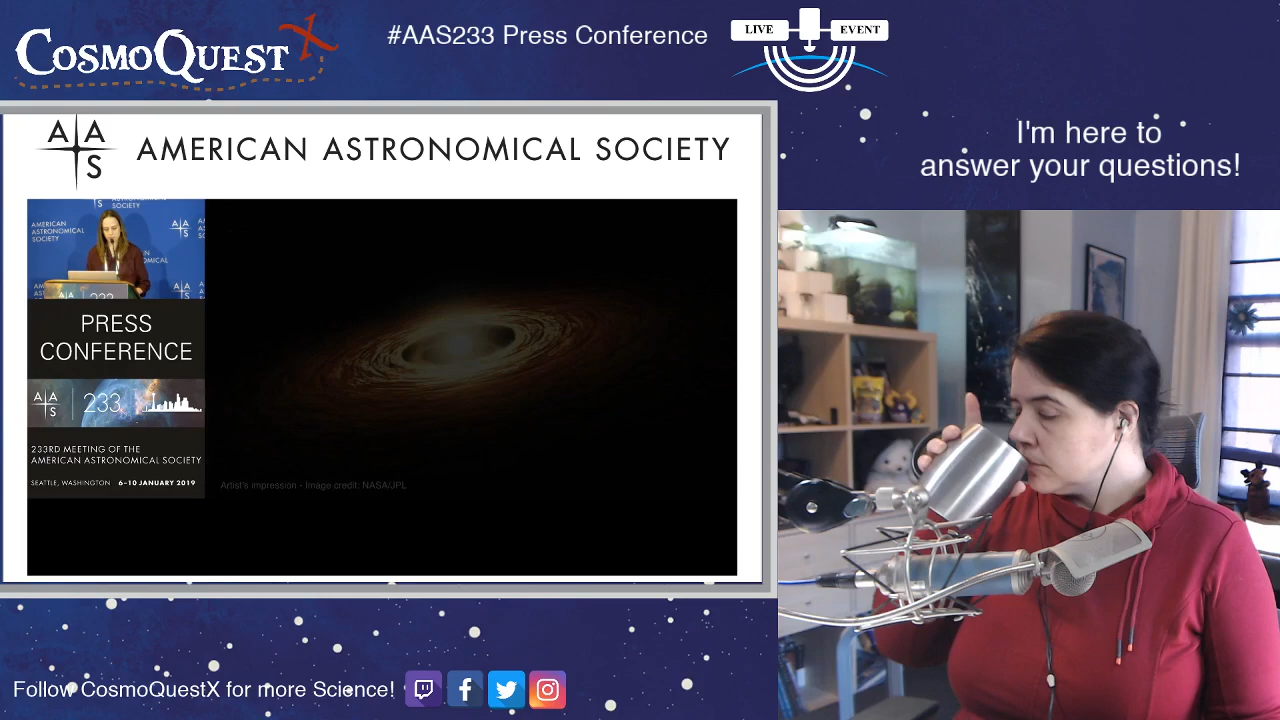 COSMOQUEST X
#AAS233 Press Conference
LIVE EVENT
I'm here to
answer your questions!
A A
S
AMERICAN ASTRONOMICAL SOCIETY
SOCIETY
AMERICAN
ASTRONOMICAL
SOCIETY
A A
S
PRESS
CONFERENCE
A A
S
233
233RD MEETING OF THE
AMERICAN ASTRONOMICAL SOCIETY
SEATTLE, WASHINGTON 6–10 JANUARY 2019
Artist's impression - Image credit: NASA/JPL
Follow CosmoQuestX for more Science!